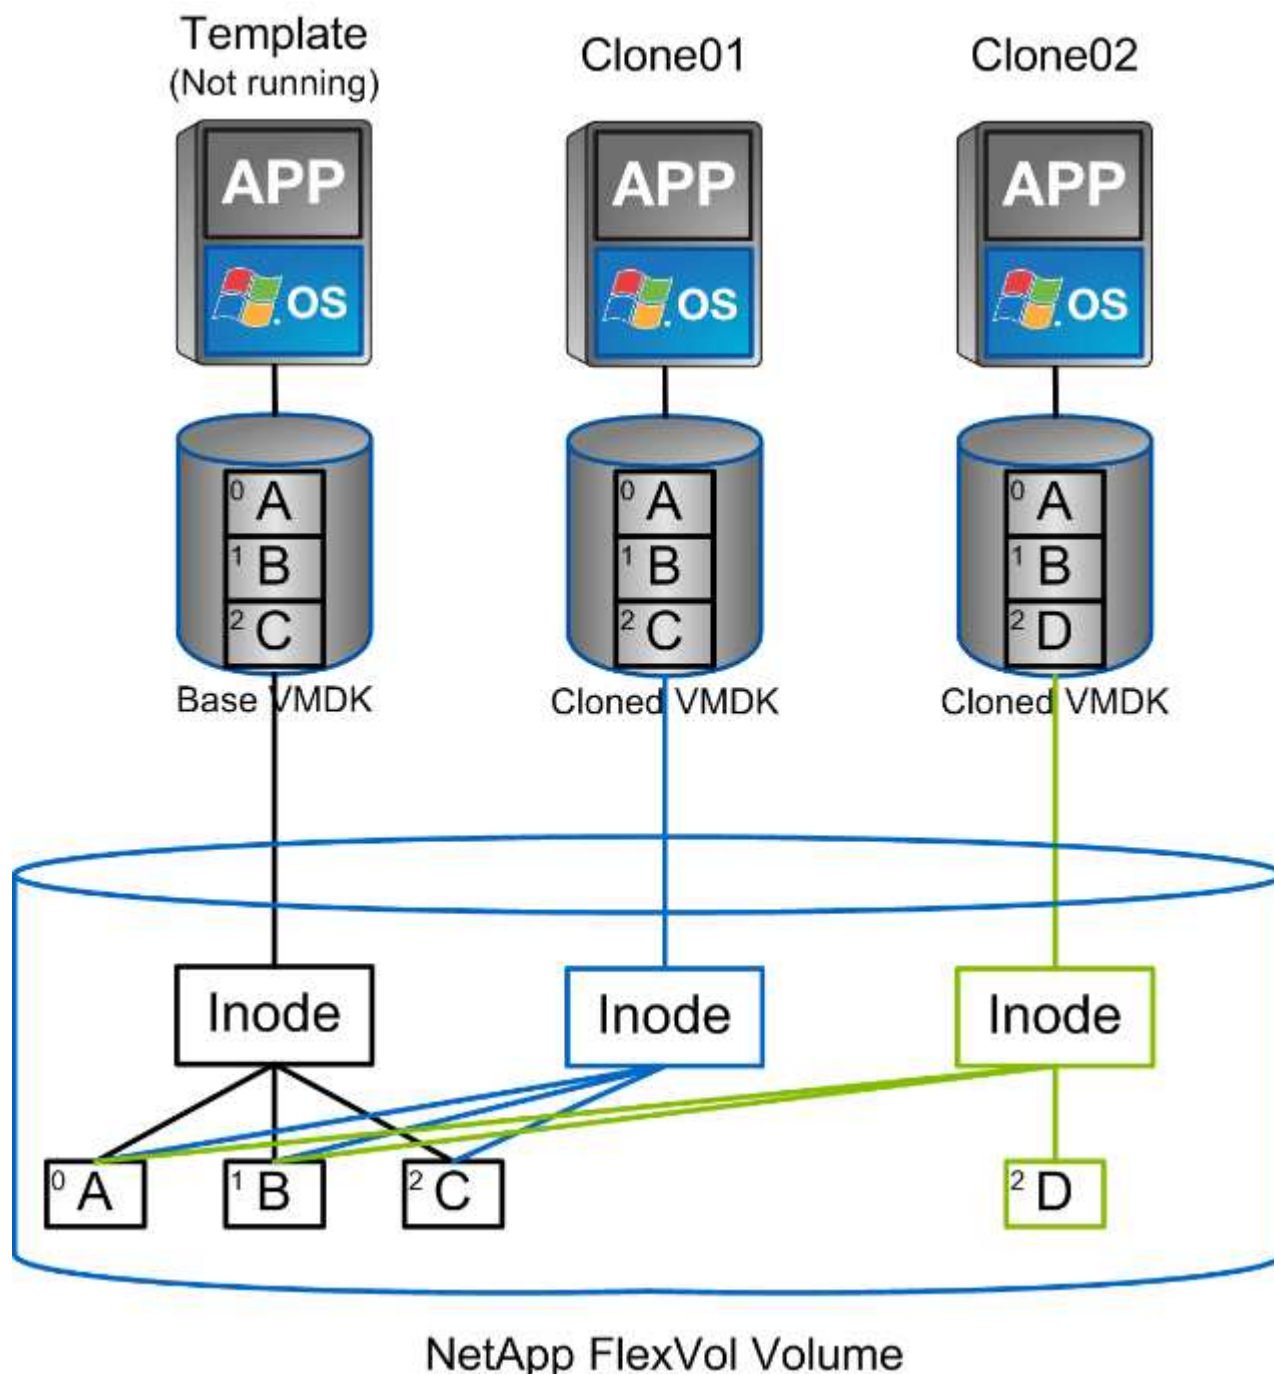 Template
(Not running)
Clone01
Clone02
APP
APP
APP
OS
OS
OS
0 A
0 A
0 A
1 B
1 B
1 B
2 C
2 C
2 D
Base VMDK
Cloned VMDK
Cloned VMDK
Inode
Inode
Inode
0 A
1 B
2 C
2 D
NetApp FlexVol Volume